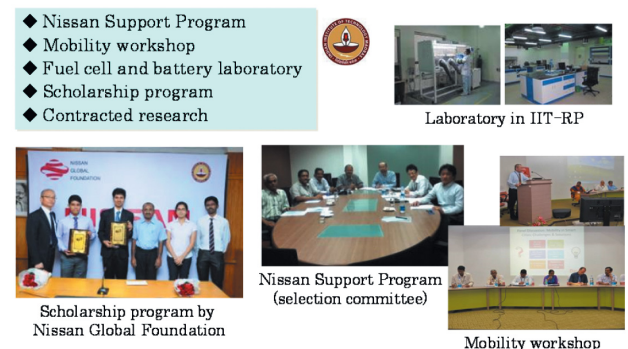 ◆ Nissan Support Program
◆ Mobility workshop
◆ Fuel cell and battery laboratory
◆ Scholarship program
◆ Contracted research
Laboratory in IIT-RP
NISSAN
GLOBAL
FOUNDATION
Scholarship program by
Nissan Global Foundation
Nissan Support Program
(selection committee)
Mobility workshop